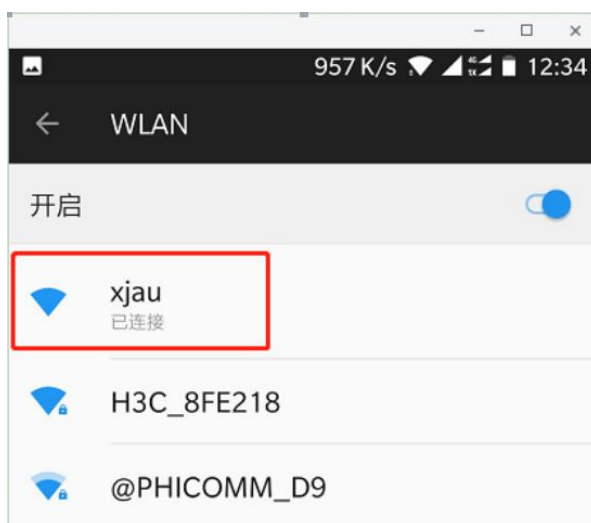 957 K/s 12:34
WLAN
开启
xjau
已连接
H3C_8FE218
@PHICOMM_D9